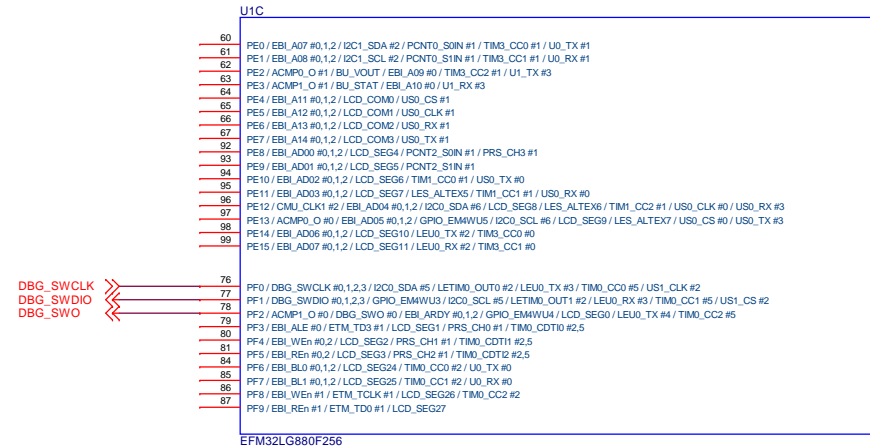 U1C
60 PE0 / EBI_A07 #0,1,2 / I2C1_SDA #2 / PCNT0_S0IN #1 / TIM3_CC0 #1 / U0_TX #1
61 PE1 / EBI_A08 #0,1,2 / I2C1_SCL #2 / PCNT0_S1IN #1 / TIM3_CC1 #1 / U0_RX #1
62 PE2 / ACMP0_O #1 / BU_VOUT / EBI_A09 #0 / TIM3_CC2 #1 / U1_TX #3
63 PE3 / ACMP1_O #1 / BU_STAT / EBI_A10 #0 / U1_RX #3
64 PE4 / EBI_A11 #0,1,2 / LCD_COM0 / US0_CS #1
65 PE5 / EBI_A12 #0,1,2 / LCD_COM1 / US0_CLK #1
66 PE6 / EBI_A13 #0,1,2 / LCD_COM2 / US0_RX #1
67 PE7 / EBI_A14 #0,1,2 / LCD_COM3 / US0_TX #1
92 PE8 / EBI_AD00 #0,1,2 / LCD_SEG4 / PCNT2_S0IN #1 / PRS_CH3 #1
93 PE9 / EBI_AD01 #0,1,2 / LCD_SEG5 / PCNT2_S1IN #1
94 PE10 / EBI_AD02 #0,1,2 / LCD_SEG6 / TIM1_CC0 #1 / US0_TX #0
95 PE11 / EBI_AD03 #0,1,2 / LCD_SEG7 / LES_ALTEX5 / TIM1_CC1 #1 / US0_RX #0
96 PE12 / CMU_CLK1 #2 / EBI_AD04 #0,1,2 / I2C0_SDA #6 / LCD_SEG8 / LES_ALTEX6 / TIM1_CC2 #1 / US0_CLK #0 / US0_RX #3
97 PE13 / ACMP0_O #0 / EBI_AD05 #0,1,2 / GPIO_EM4WU5 / I2C0_SCL #6 / LCD_SEG9 / LES_ALTEX7 / US0_CS #0 / US0_TX #3
98 PE14 / EBI_AD06 #0,1,2 / LCD_SEG10 / LEU0_TX #2 / TIM3_CC0 #0
99 PE15 / EBI_AD07 #0,1,2 / LCD_SEG11 / LEU0_RX #2 / TIM3_CC1 #0
DBG_SWCLK 76 PF0 / DBG_SWCLK #0,1,2,3 / I2C0_SDA #5 / LETIM0_OUT0 #2 / LEU0_TX #3 / TIM0_CC0 #5 / US1_CLK #2
DBG_SWDIO 77 PF1 / DBG_SWDIO #0,1,2,3 / GPIO_EM4WU3 / I2C0_SCL #5 / LETIM0_OUT1 #2 / LEU0_RX #3 / TIM0_CC1 #5 / US1_CS #2
DBG_SWO 78 PF2 / ACMP1_O #0 / DBG_SWO #0 / EBI_ARDY #0,1,2 / GPIO_EM4WU4 / LCD_SEG0 / LEU0_TX #4 / TIM0_CC2 #5
79 PF3 / EBI_ALE #0 / ETM_TD3 #1 / LCD_SEG1 / PRS_CH0 #1 / TIM0_CDTI0 #2,5
80 PF4 / EBI_WEn #0,2 / LCD_SEG2 / PRS_CH1 #1 / TIM0_CDTI1 #2,5
81 PF5 / EBI_REn #0,2 / LCD_SEG3 / PRS_CH2 #1 / TIM0_CDTI2 #2,5
84 PF6 / EBI_BL0 #0,1,2 / LCD_SEG24 / TIM0_CC0 #2 / U0_TX #0
85 PF7 / EBI_BL1 #0,1,2 / LCD_SEG25 / TIM0_CC1 #2 / U0_RX #0
86 PF8 / EBI_WEn #1 / ETM_TCLK #1 / LCD_SEG26 / TIM0_CC2 #2
87 PF9 / EBI_REn #1 / ETM_TD0 #1 / LCD_SEG27
EFM32LG880F256